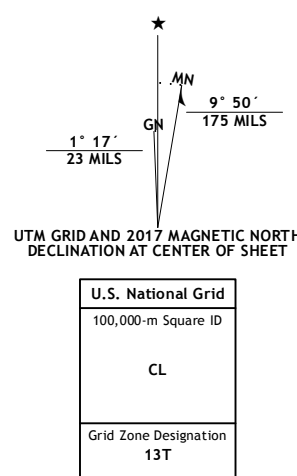 ★
MN
GN
9° 50´
175 MILS
1° 17´
23 MILS
UTM GRID AND 2017 MAGNETIC NORTH
DECLINATION AT CENTER OF SHEET
U.S. National Grid
100,000-m Square ID
CL
Grid Zone Designation
13T